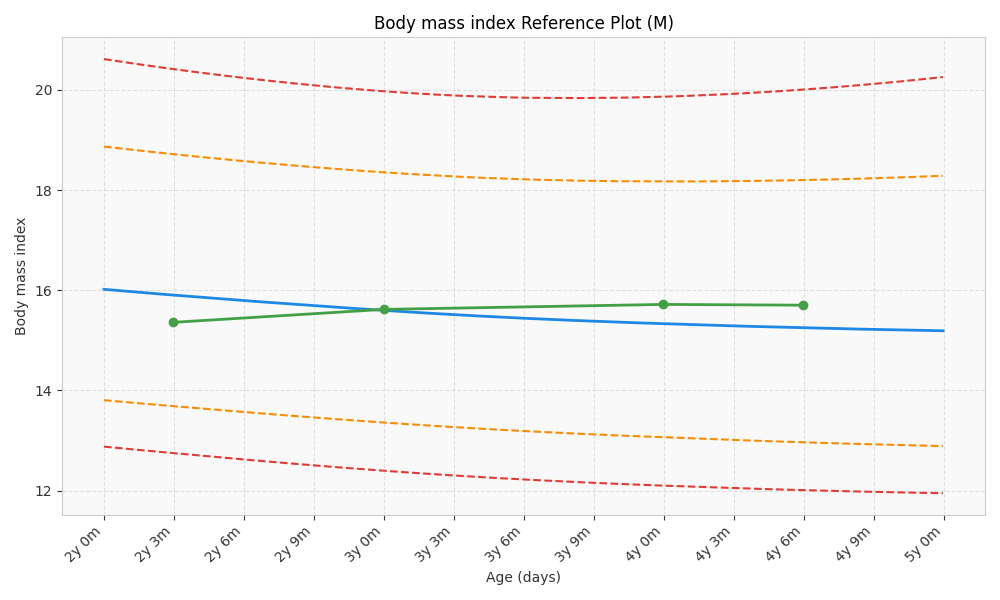 Body mass index Reference Plot (M)
Body mass index
20
18
16
14
12
2y 0m
2y 3m
2y 6m
2y 9m
3y 0m
3y 3m
3y 6m
3y 9m
4y 0m
4y 3m
4y 6m
4y 9m
5y 0m
Age (days)